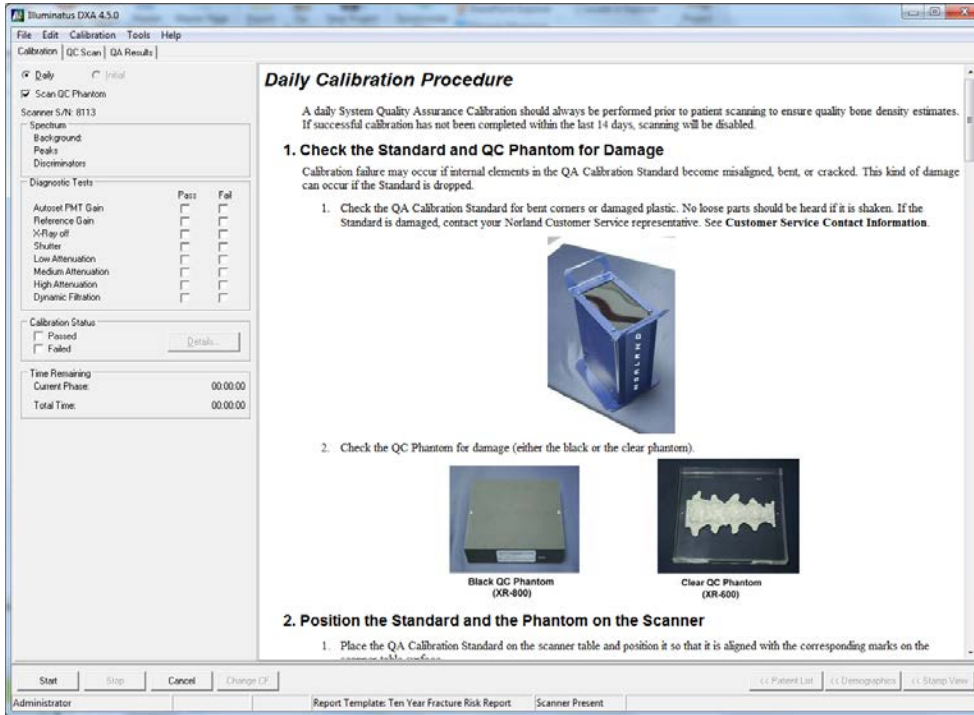 Illuminatus DXA 4.5.0
File Edit Calibration Tools Help
Calibration QC Scan QA Results
Daily Initial
Scan QC Phantom
Scanner S/N: 8113
Spectrum
Background:
Peaks
Discriminators
Diagnostic Tests
Pass Fail
Autoset PMT Gain
Reference Gain
X-Ray off
Shutter
Low Attenuation
Medium Attenuation
High Attenuation
Dynamic Filtration
Calibration Status
Passed
Failed
Details...
Time Remaining
Current Phase: 00:00:00
Total Time: 00:00:00
Daily Calibration Procedure
A daily System Quality Assurance Calibration should always be performed prior to patient scanning to ensure quality bone density estimates.
If successful calibration has not been completed within the last 14 days, scanning will be disabled.
1. Check the Standard and QC Phantom for Damage
Calibration failure may occur if internal elements in the QA Calibration Standard become misaligned, bent, or cracked. This kind of damage
can occur if the Standard is dropped.
1. Check the QA Calibration Standard for bent corners or damaged plastic. No loose parts should be heard if it is shaken. If the
Standard is damaged, contact your Norland Customer Service representative. See Customer Service Contact Information.
NORLAND
2. Check the QC Phantom for damage (either the black or the clear phantom).
Black QC Phantom
(XR-800)
Clear QC Phantom
(XR-600)
2. Position the Standard and the Phantom on the Scanner
1. Place the QA Calibration Standard on the scanner table and position it so that it is aligned with the corresponding marks on the
scanner table surface.
Start Stop Cancel Change CF
<< Patient List << Demographics << Stamp View
Administrator Report Template: Ten Year Fracture Risk Report Scanner Present